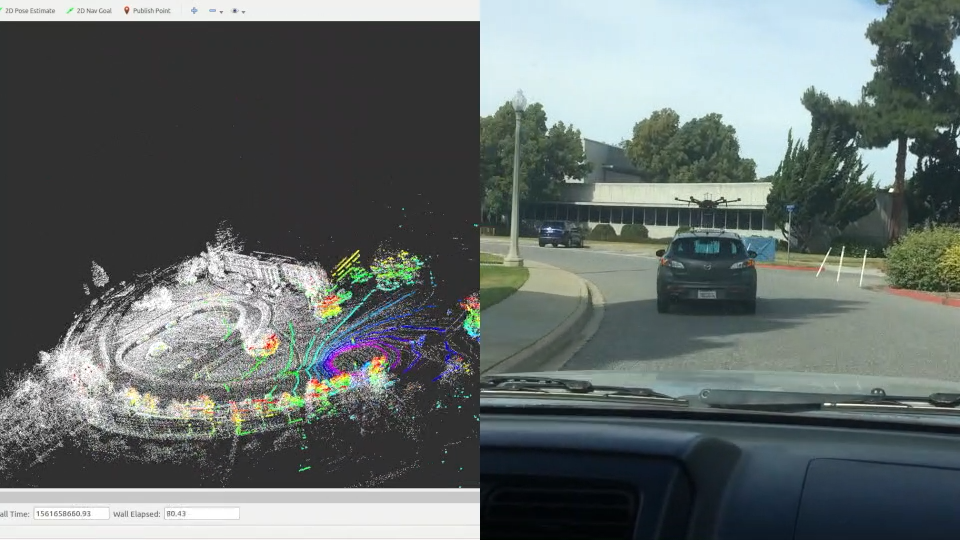 2D Pose Estimate 2D Nav Goal Publish Point
all Time: 1561658660.93 Wall Elapsed: 80.43